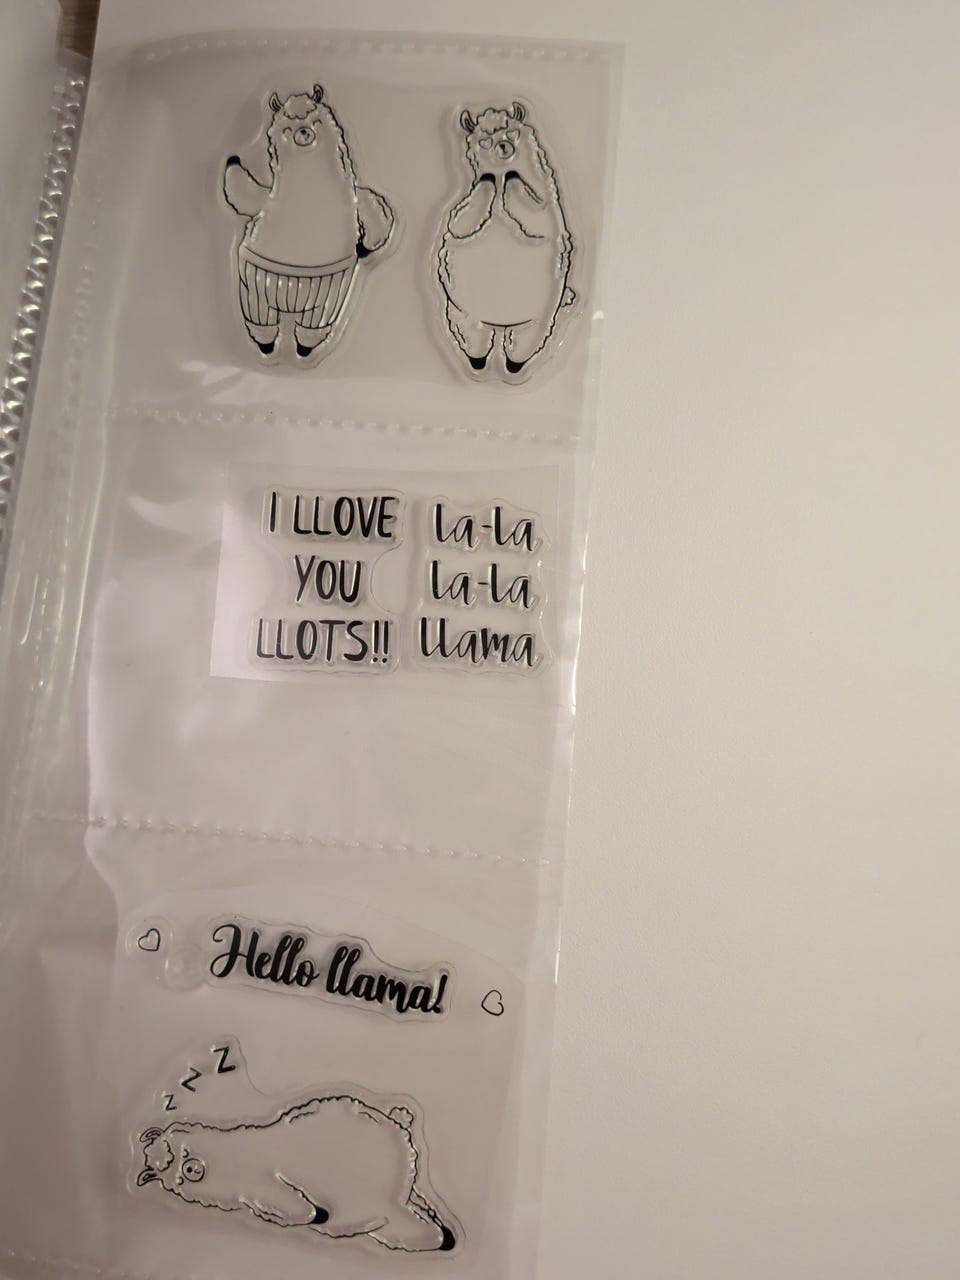 I LLOVE
YOU
LLOTS!!
la-la
la-la
llama
Hello llama!
z z z